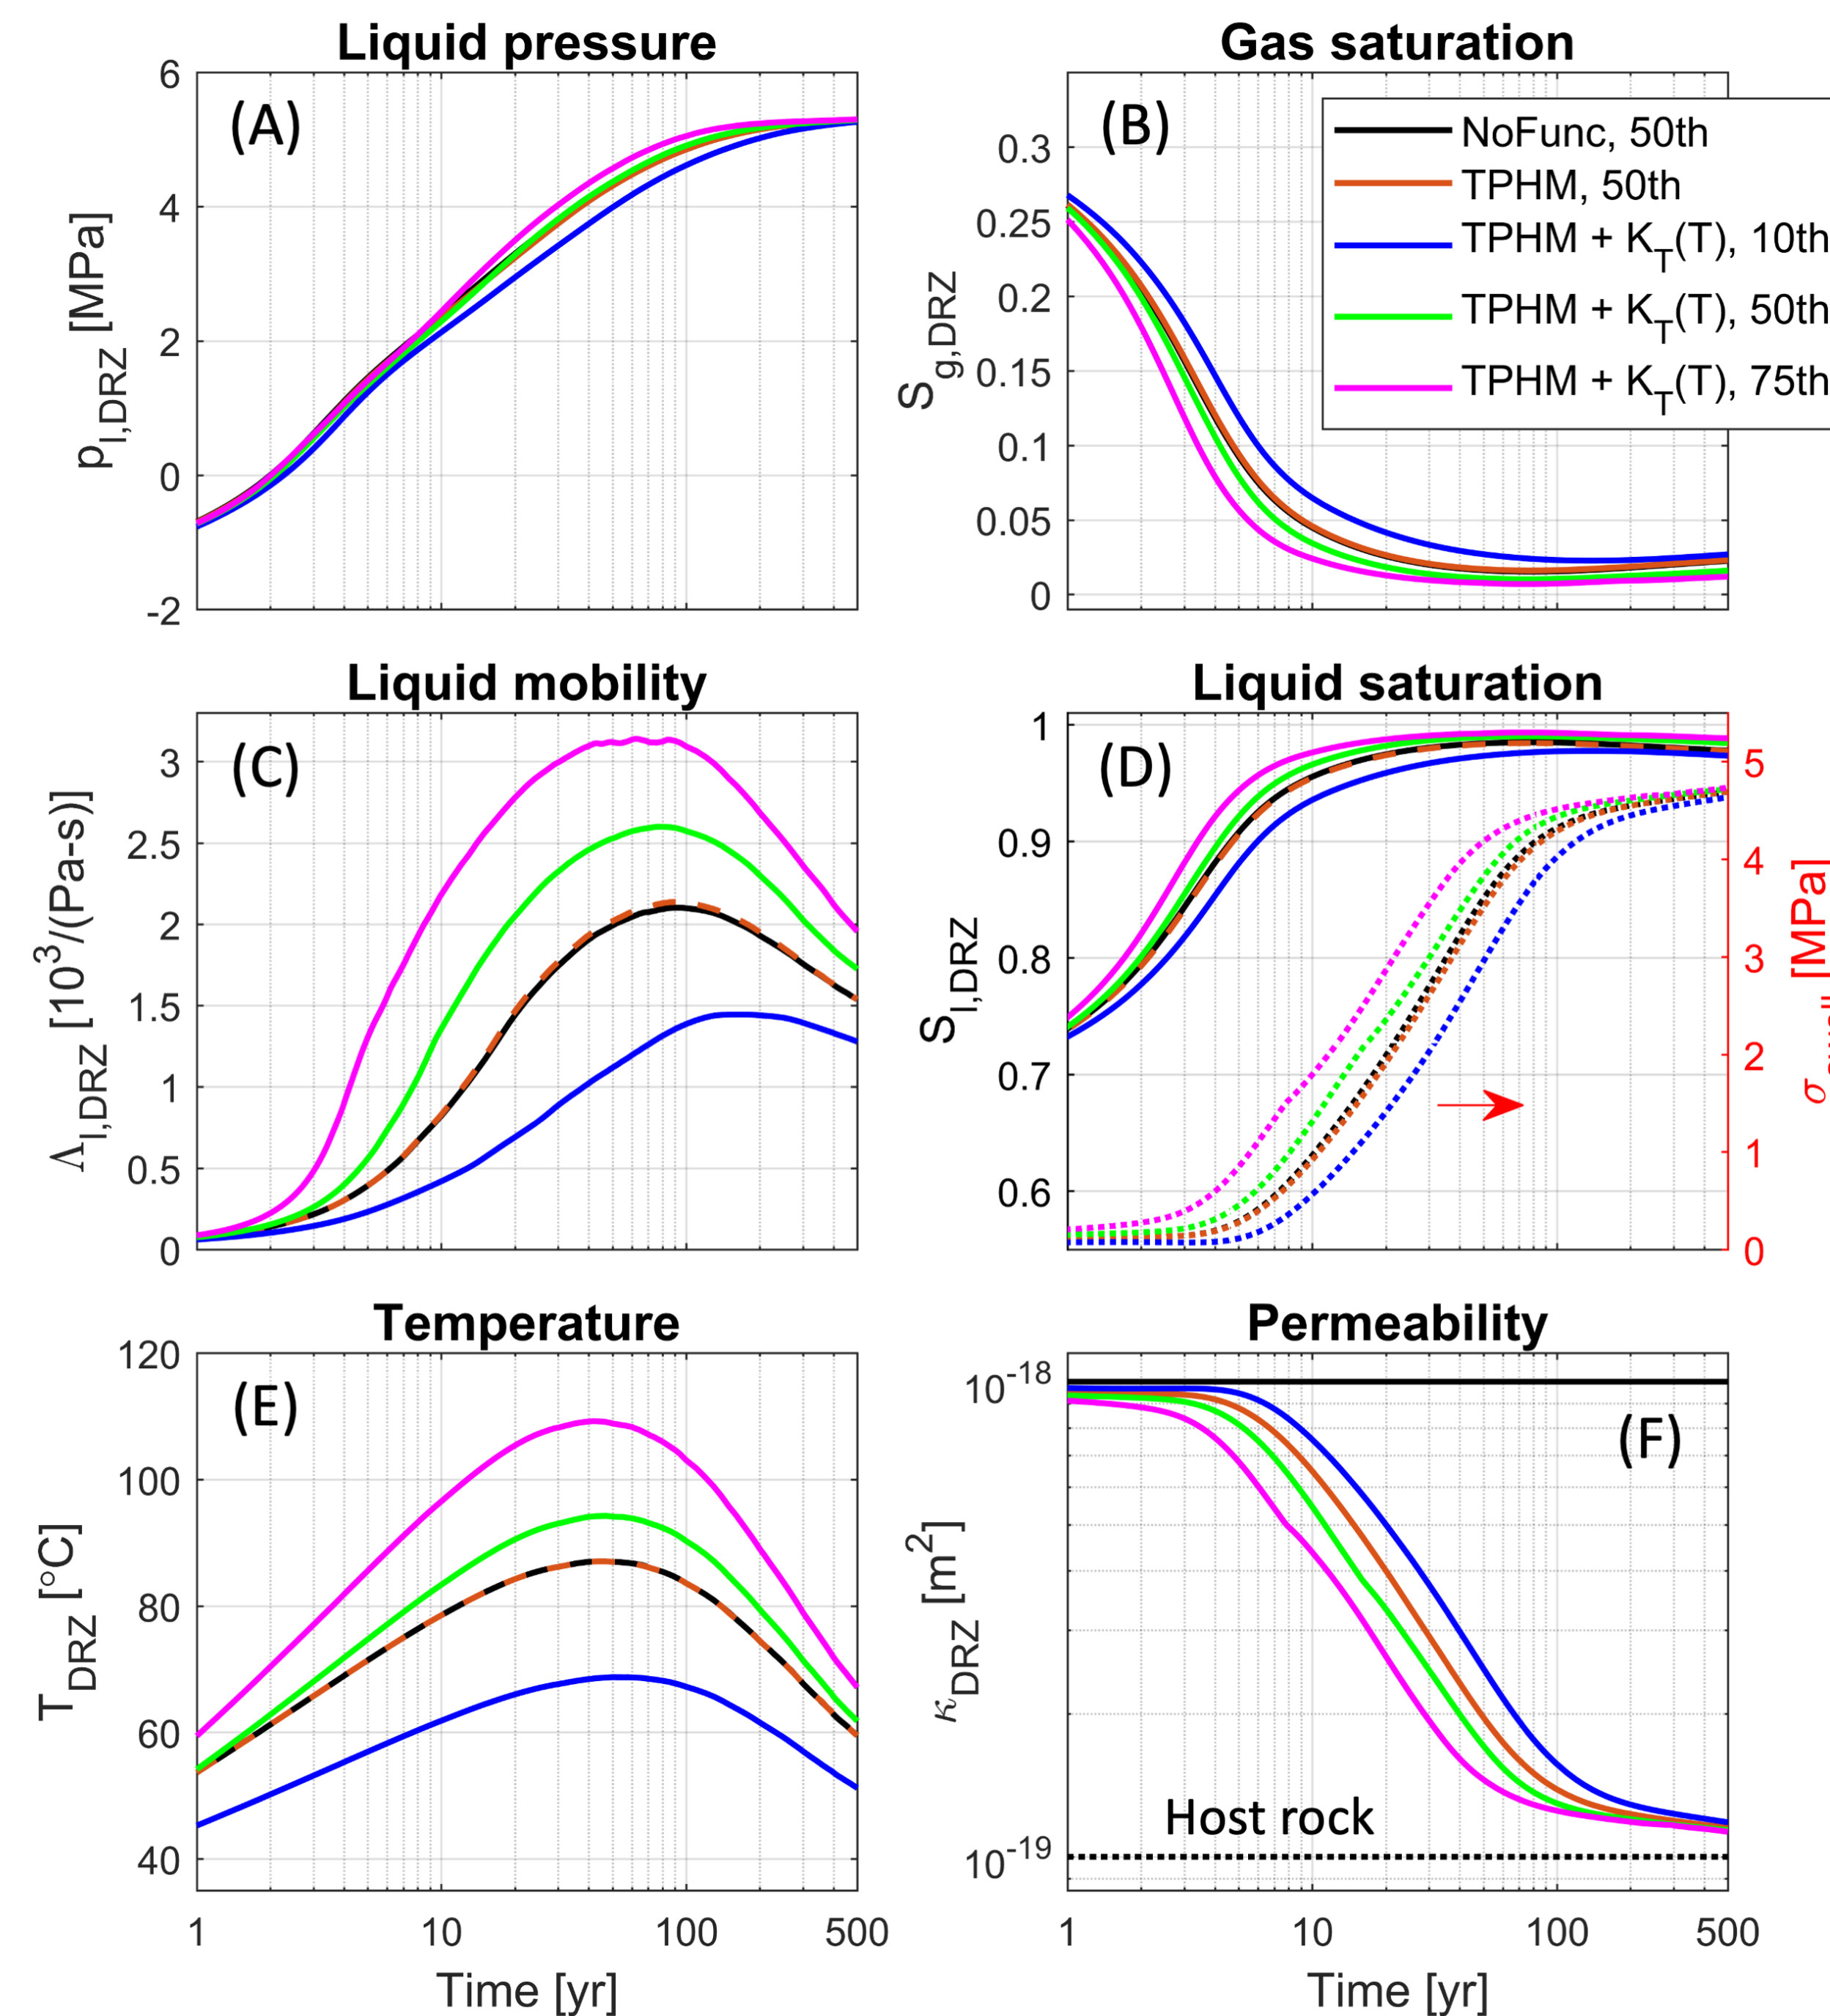 Liquid pressure
(A)
6
4
2
0
-2
p_l,DRZ [MPa]
Gas saturation
(B)
0.3
0.25
0.2
0.15
0.1
0.05
0
S_g,DRZ
NoFunc, 50th
TPHM, 50th
TPHM + K_T(T), 10th
TPHM + K_T(T), 50th
TPHM + K_T(T), 75th
Liquid mobility
(C)
3
2.5
2
1.5
1
0.5
0
Λ_l,DRZ [10^3/(Pa-s)]
Liquid saturation
(D)
1
0.9
0.8
0.7
0.6
S_l,DRZ
5
4
3
2
1
0
σ [MPa]
Temperature
(E)
120
100
80
60
40
T_DRZ [°C]
1
10
100
500
Time [yr]
Permeability
(F)
10^-18
10^-19
κ_DRZ [m^2]
Host rock
1
10
100
500
Time [yr]